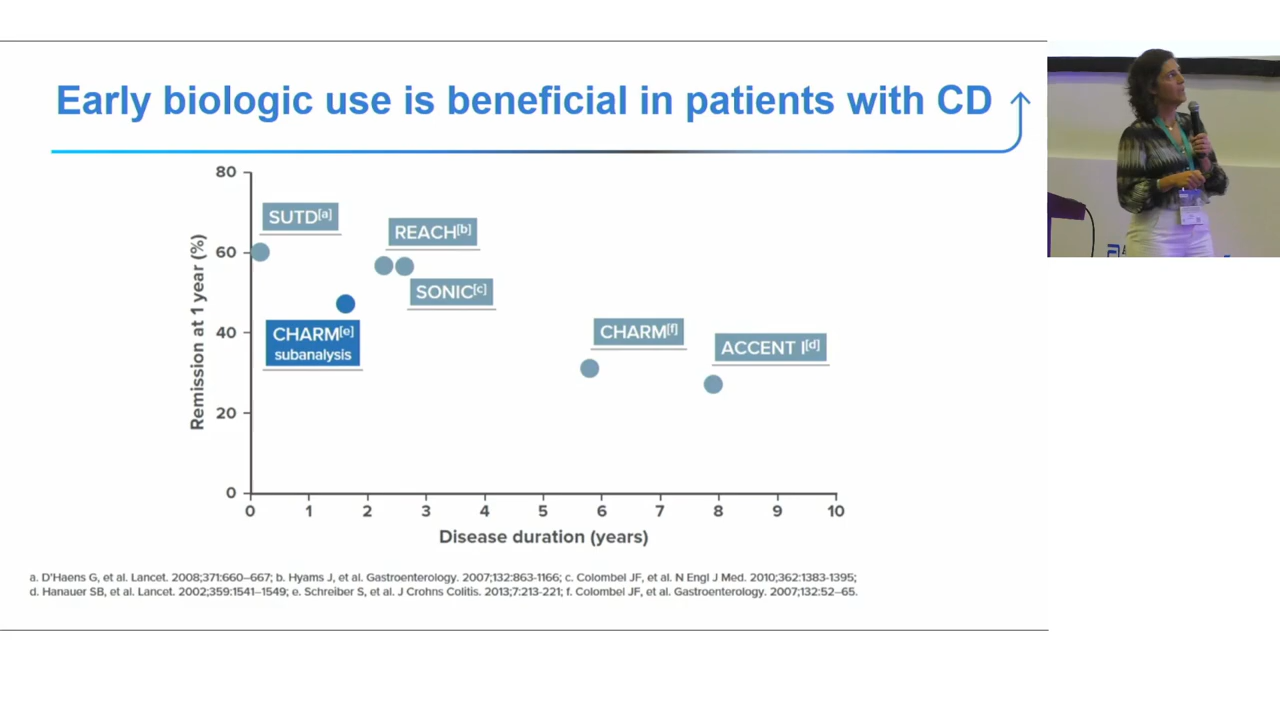 Early biologic use is beneficial in patients with CD
80
60
40
20
0
Remission at 1 year (%)
SUTD[a]
REACH[b]
SONIC[c]
CHARM[e]
subanalysis
CHARM[f]
ACCENT I[d]
0 1 2 3 4 5 6 7 8 9 10
Disease duration (years)
a. D'Haens G, et al. Lancet. 2008;371:660–667; b. Hyams J, et al. Gastroenterology. 2007;132:863-1166; c. Colombel JF, et al. N Engl J Med. 2010;362:1383-1395;
d. Hanauer SB, et al. Lancet. 2002;359:1541–1549; e. Schreiber S, et al. J Crohns Colitis. 2013;7:213-221; f. Colombel JF, et al. Gastroenterology. 2007;132:52–65.